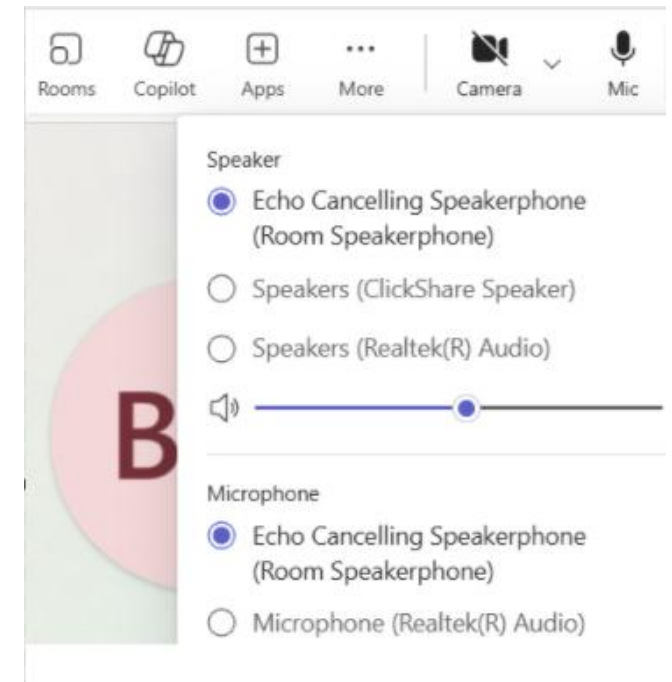 Rooms Copilot Apps More Camera Mic
Speaker
Echo Cancelling Speakerphone
(Room Speakerphone)
Speakers (ClickShare Speaker)
Speakers (Realtek(R) Audio)
B
Microphone
Echo Cancelling Speakerphone
(Room Speakerphone)
Microphone (Realtek(R) Audio)